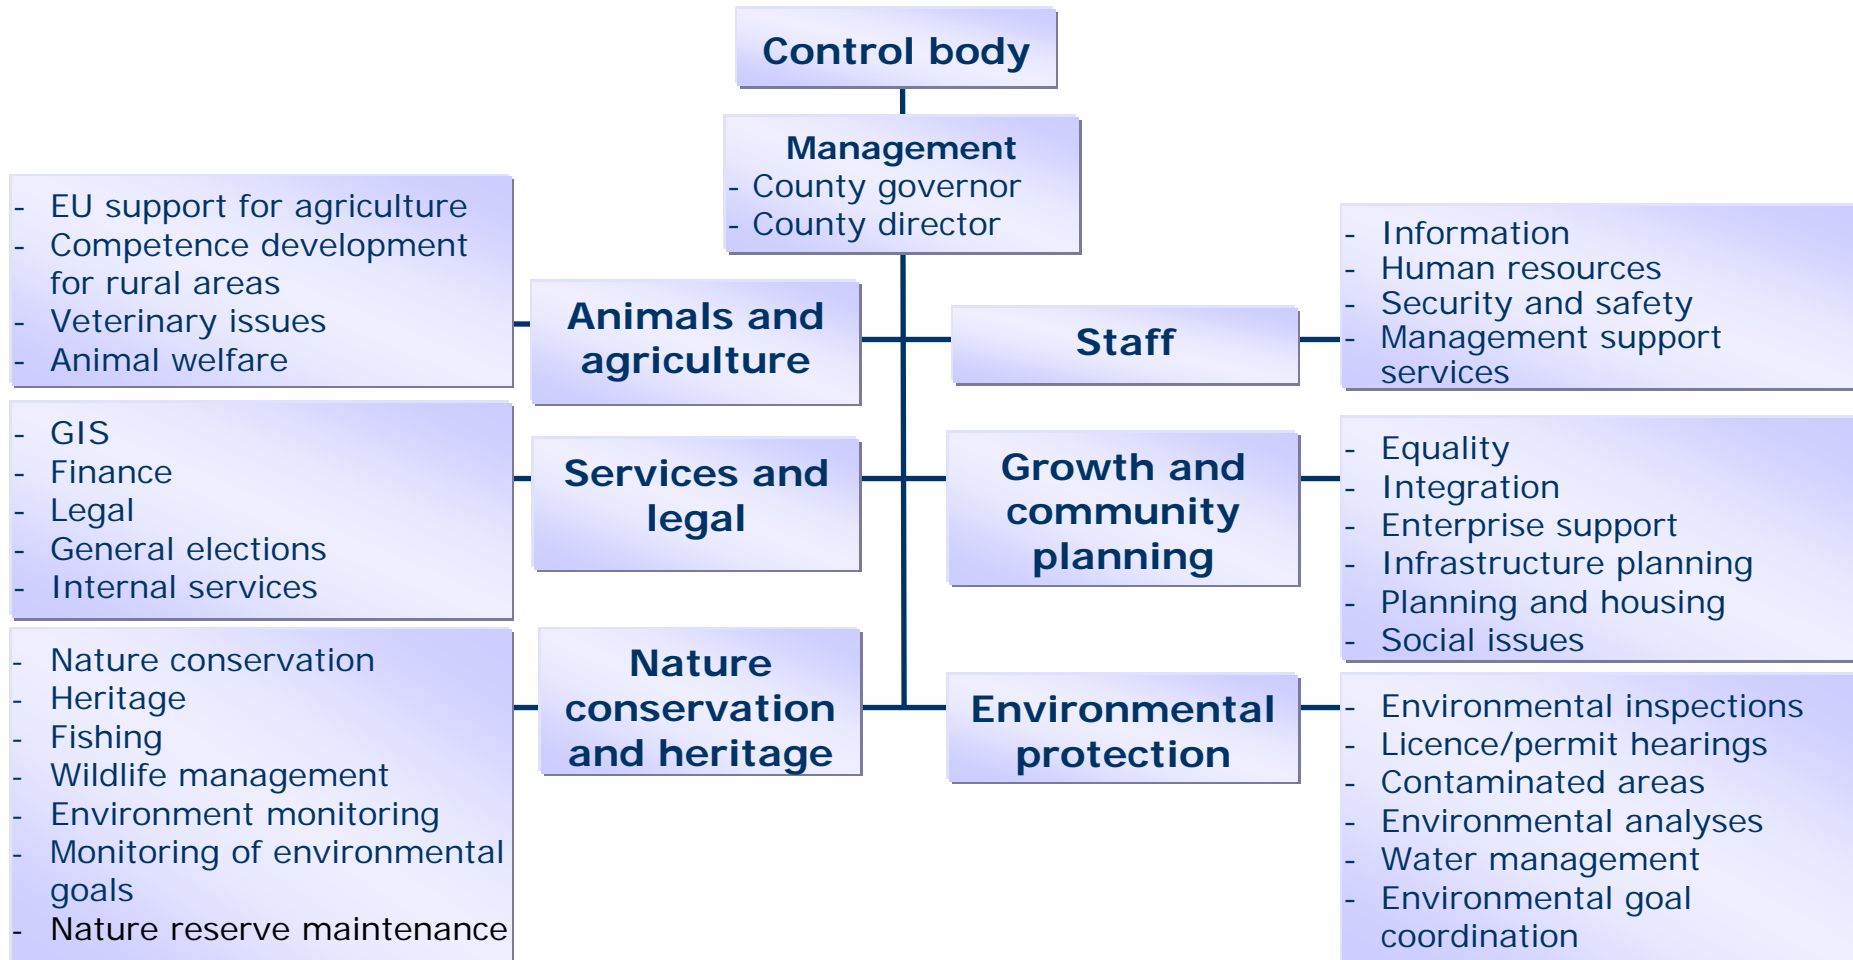 Control body
Management
- County governor
- County director
- EU support for agriculture
- Competence development
for rural areas
- Veterinary issues
- Animal welfare
Animals and
agriculture
Staff
- Information
- Human resources
- Security and safety
- Management support
services
- GIS
- Finance
- Legal
- General elections
- Internal services
Services and
legal
Growth and
community
planning
- Equality
- Integration
- Enterprise support
- Infrastructure planning
- Planning and housing
- Social issues
- Nature conservation
- Heritage
- Fishing
- Wildlife management
- Environment monitoring
- Monitoring of environmental
goals
- Nature reserve maintenance
Nature
conservation
and heritage
Environmental
protection
- Environmental inspections
- Licence/permit hearings
- Contaminated areas
- Environmental analyses
- Water management
- Environmental goal
coordination